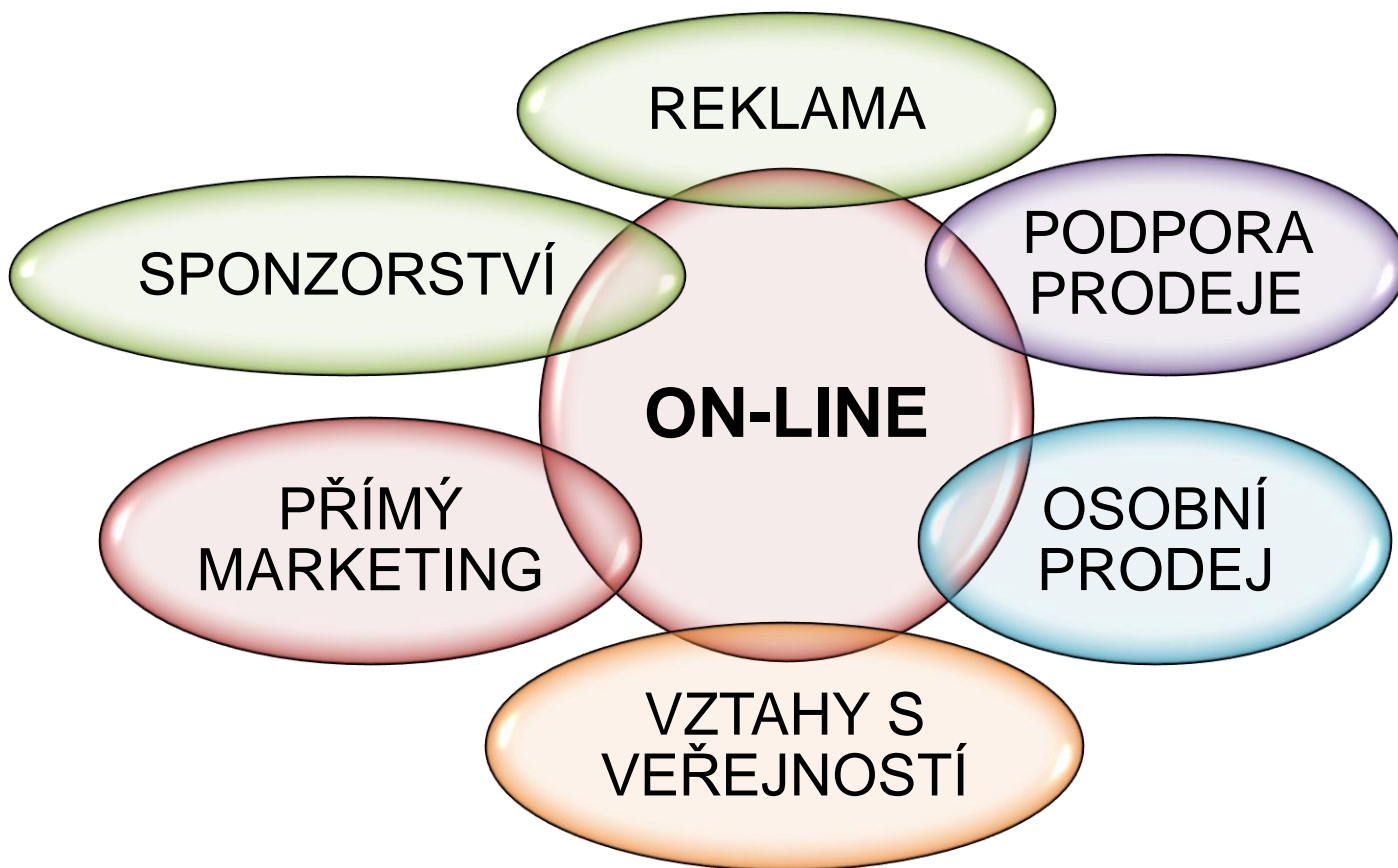 REKLAMA
PODPORA
PRODEJE
SPONZORSTVÍ
ON-LINE
PŘÍMÝ
MARKETING
OSOBNÍ
PRODEJ
VZTAHY S
VEŘEJNOSTÍ